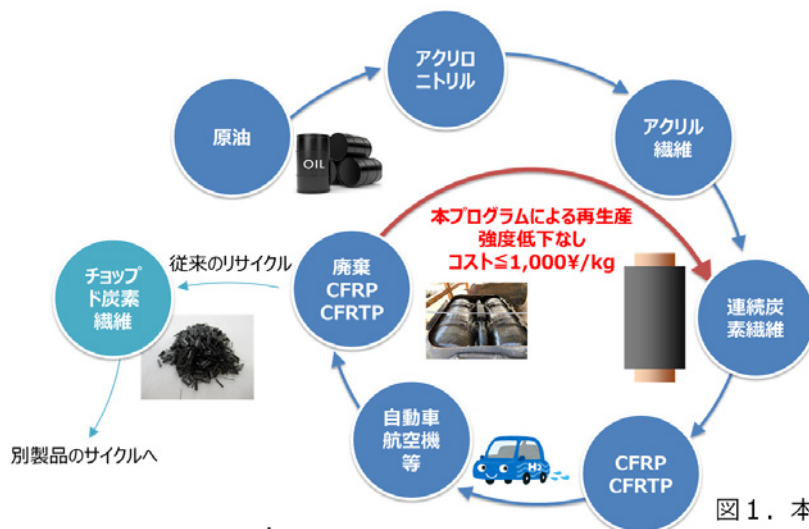 アクリロ
ニトリル
原油
OIL
アクリル
繊維
本プログラムによる再生産
強度低下なし
コスト≦1,000¥/kg
従来のリサイクル
チョップ
ド炭素
繊維
廃棄
CFRP
CFRTP
連続炭
素繊維
自動車
航空機
等
H2
別製品のサイクルへ
CFRP
CFRTP
図1．本